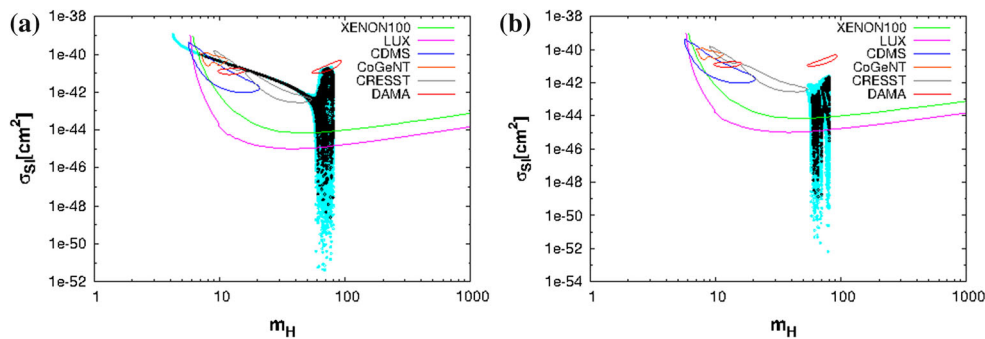 (a)
1e-38
1e-40
1e-42
1e-44
1e-46
1e-48
1e-50
1e-52
σSI[cm²]
XENON100
LUX
CDMS
CoGeNT
CRESST
DAMA
1
10
100
1000
mH
(b)
1e-38
1e-40
1e-42
1e-44
1e-46
1e-48
1e-50
1e-52
1e-54
σSI[cm²]
XENON100
LUX
CDMS
CoGeNT
CRESST
DAMA
1
10
100
1000
mH